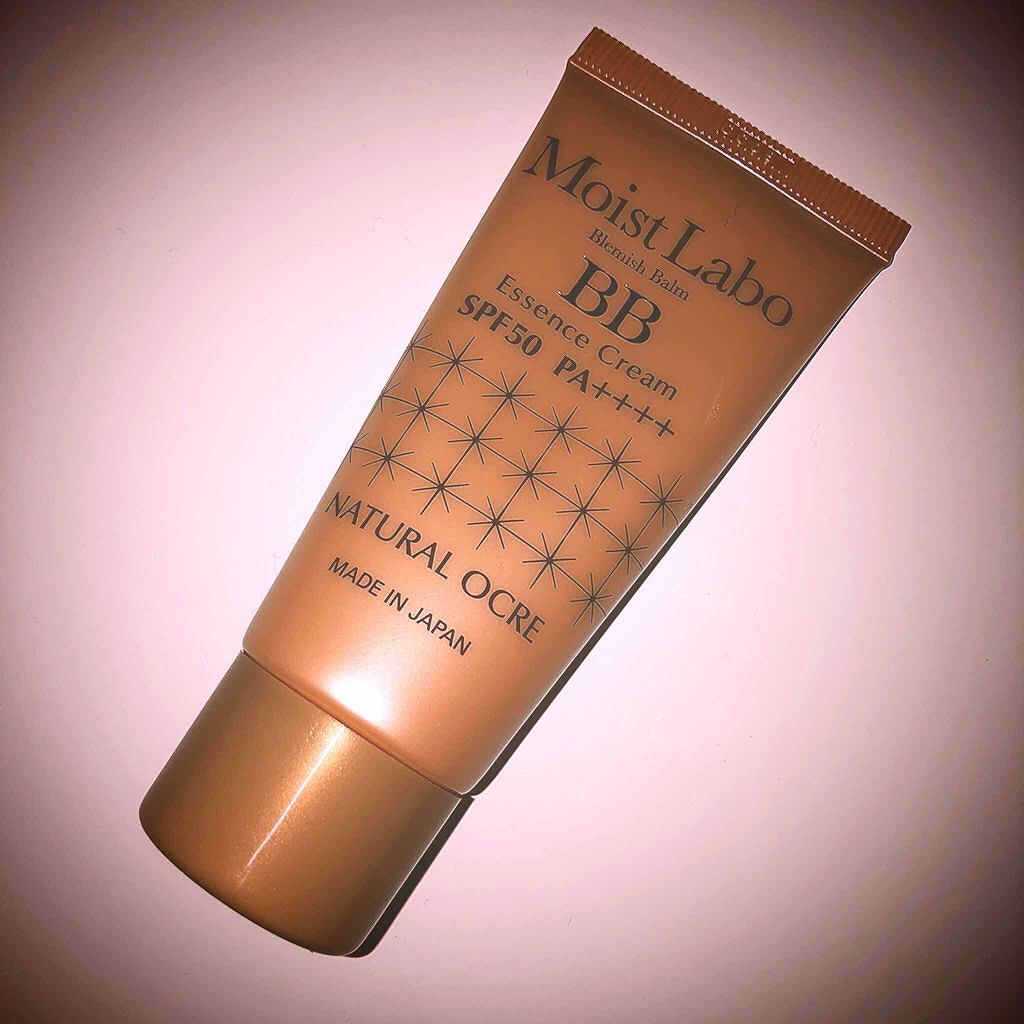 Moist Labo
Blemish Balm
BB
Essence Cream
SPF50 PA++++
NATURAL OCRE
MADE IN JAPAN